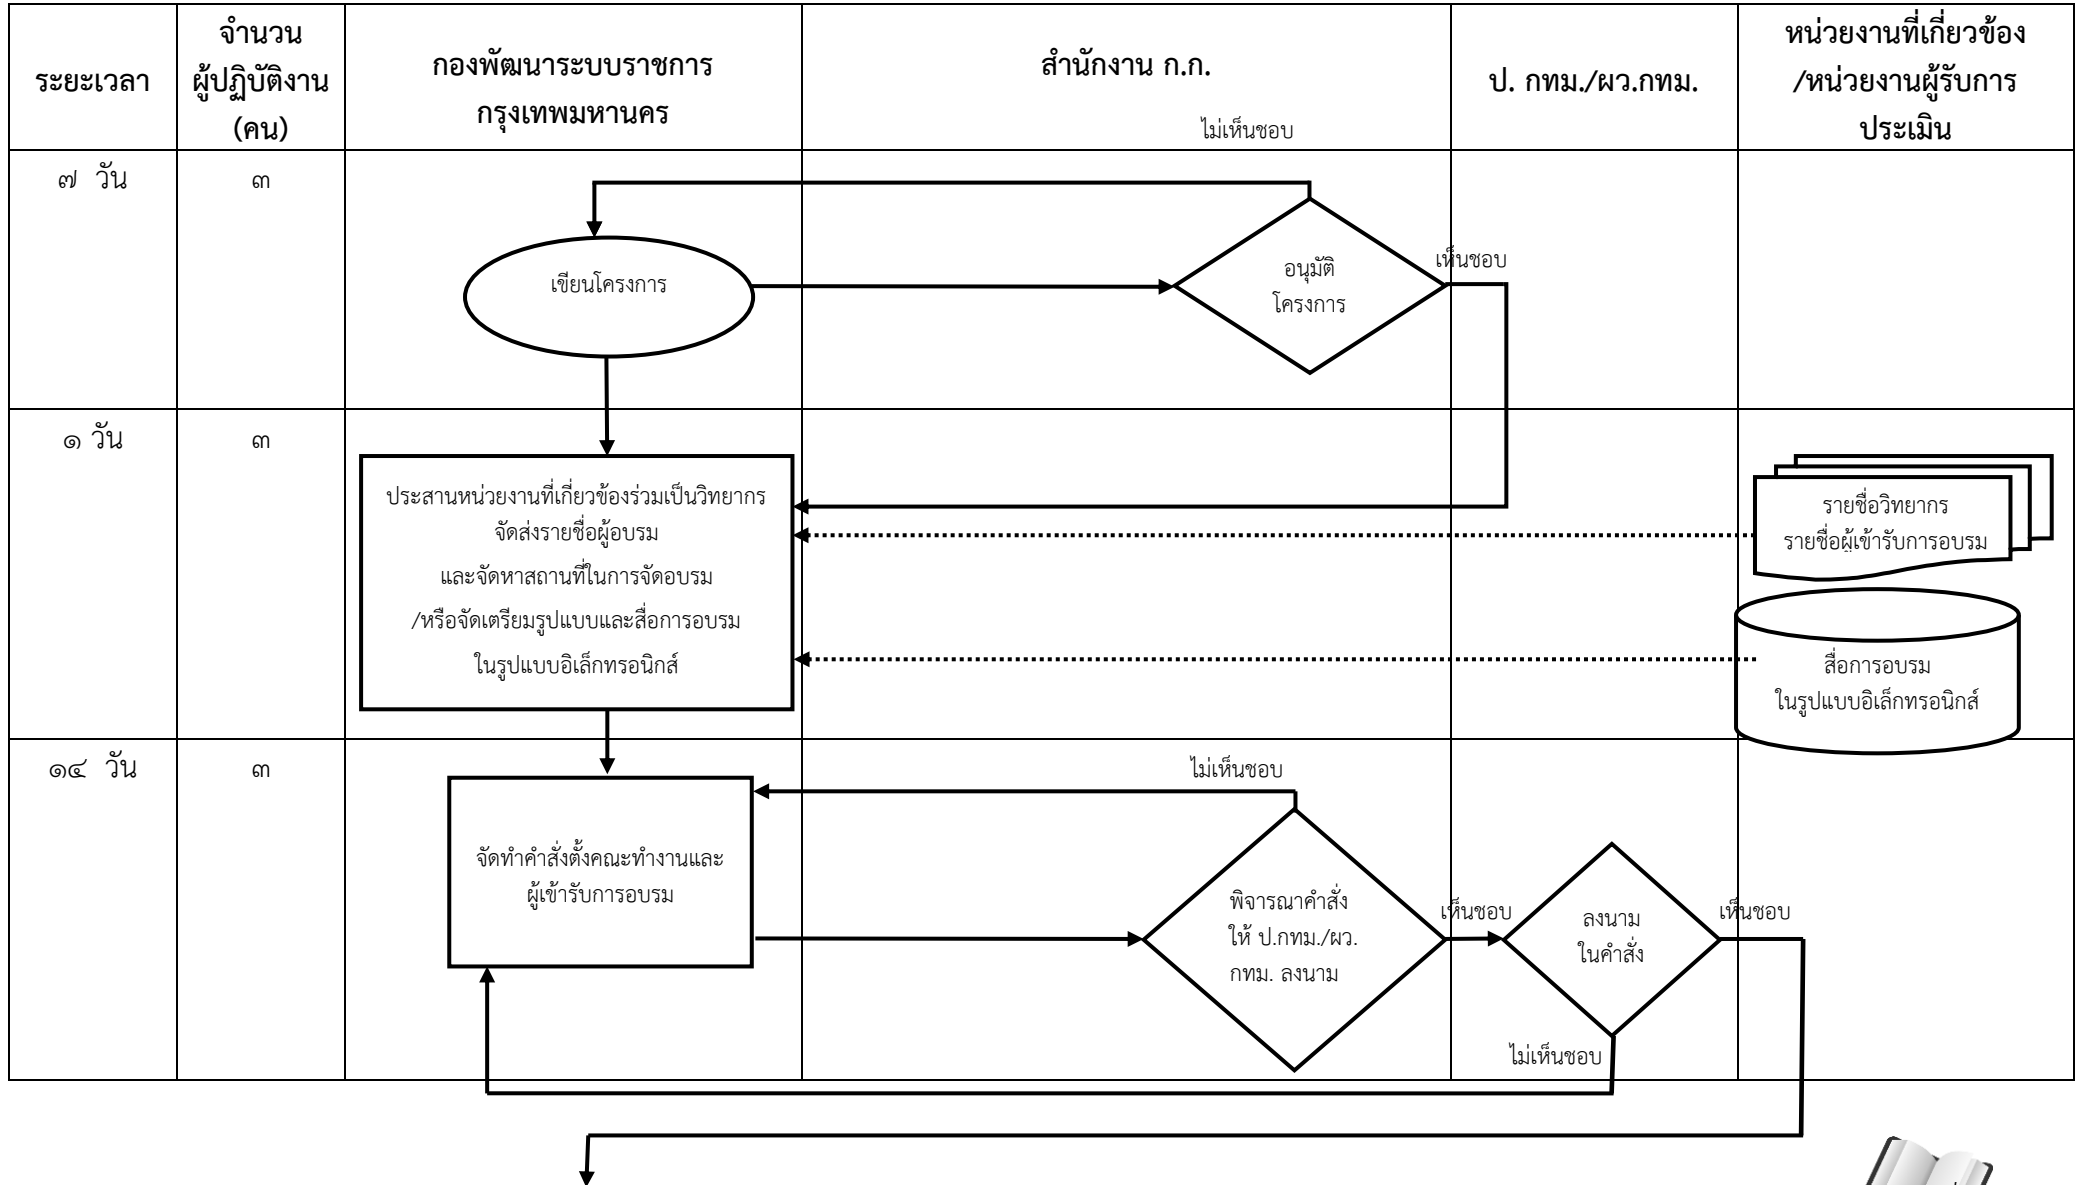 ระยะเวลา
จำนวน
ผู้ปฏิบัติงาน
(คน)
กองพัฒนาระบบราชการ
กรุงเทพมหานคร
สำนักงาน ก.ก.
ป. กทม./ผว.กทม.
หน่วยงานที่เกี่ยวข้อง
/หน่วยงานผู้รับการ
ประเมิน
ไม่เห็นชอบ
๗ วัน
๓
เขียนโครงการ
อนุมัติ
โครงการ
เห็นชอบ
๑ วัน
๓
ประสานหน่วยงานที่เกี่ยวข้องร่วมเป็นวิทยากร
จัดส่งรายชื่อผู้อบรม
และจัดหาสถานที่ในการจัดอบรม
/หรือจัดเตรียมรูปแบบและสื่อการอบรม
ในรูปแบบอิเล็กทรอนิกส์
รายชื่อวิทยากร
รายชื่อผู้เข้ารับการอบรม
สื่อการอบรม
ในรูปแบบอิเล็กทรอนิกส์
๑๔ วัน
๓
ไม่เห็นชอบ
จัดทำคำสั่งตั้งคณะทำงานและ
ผู้เข้ารับการอบรม
พิจารณาคำสั่ง
ให้ ป.กทม./ผว.
กทม. ลงนาม
เห็นชอบ
ลงนาม
ในคำสั่ง
เห็นชอบ
ไม่เห็นชอบ